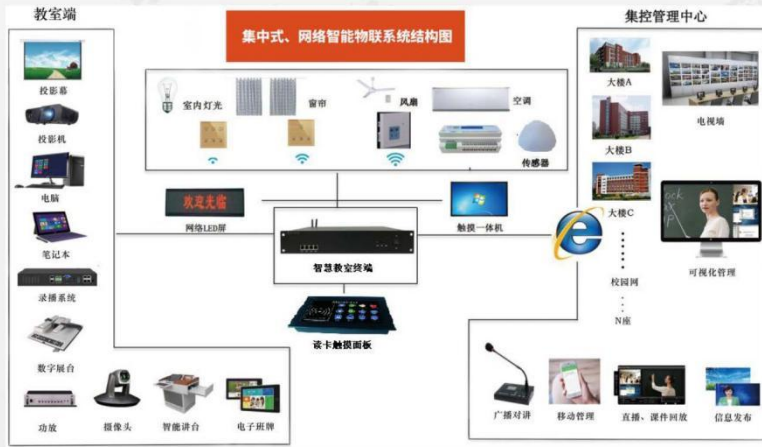 教室端
集中式、网络智能物联系统结构图
集控管理中心
投影幕
投影机
电脑
笔记本
录播系统
数字展台
功放
摄像头
智能讲台
电子班牌
室内灯光
窗帘
风扇
空调
传感器
欢迎光临
网络LED屏
触摸一体机
智慧教室终端
读卡触摸面板
大楼A
大楼B
大楼C
校园网
N座
电视墙
可视化管理
广播对讲
移动管理
直播、课件回放
信息发布